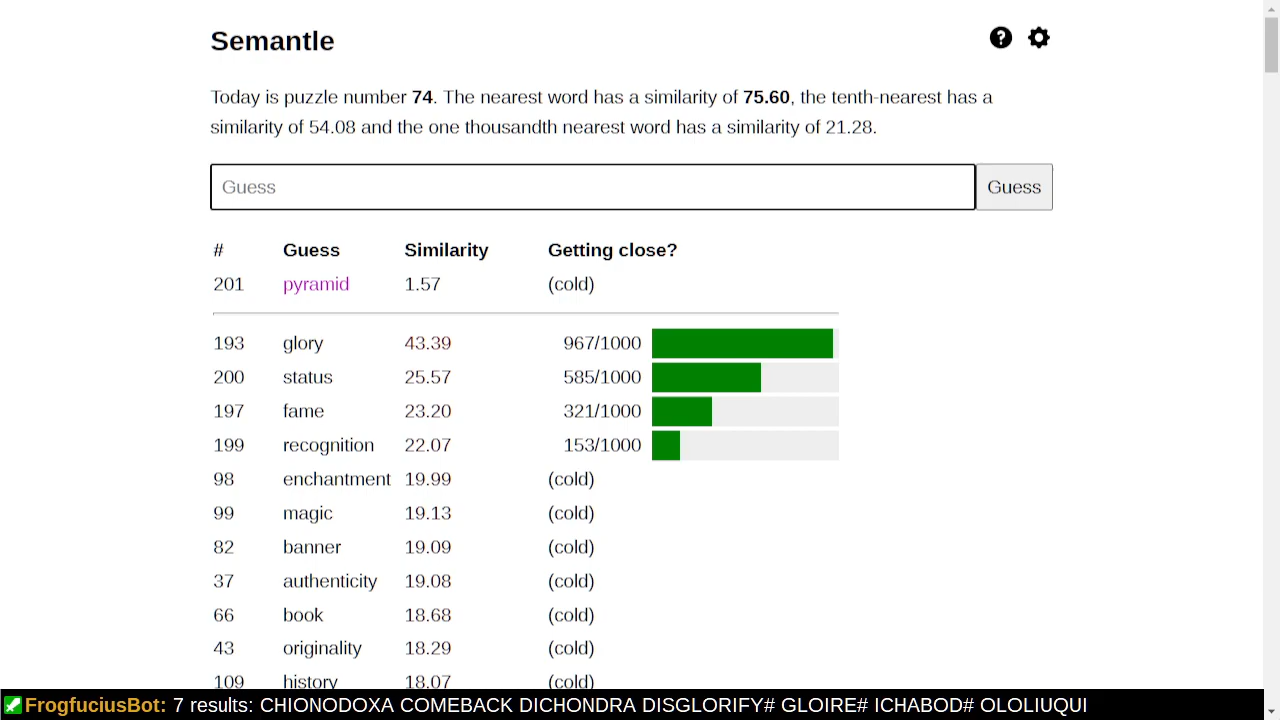 Semantle
Today is puzzle number 74. The nearest word has a similarity of 75.60, the tenth-nearest has a
similarity of 54.08 and the one thousandth nearest word has a similarity of 21.28.
Guess Guess
# Guess Similarity Getting close?
201 pyramid 1.57 (cold)
193 glory 43.39 967/1000
200 status 25.57 585/1000
197 fame 23.20 321/1000
199 recognition 22.07 153/1000
98 enchantment 19.99 (cold)
99 magic 19.13 (cold)
82 banner 19.09 (cold)
37 authenticity 19.08 (cold)
66 book 18.68 (cold)
43 originality 18.29 (cold)
109 history 18.07 (cold)
FrogfuciusBot: 7 results: CHIONODOXA COMEBACK DICHONDRA DISGLORIFY# GLOIRE# ICHABOD# OLOLIUQUI